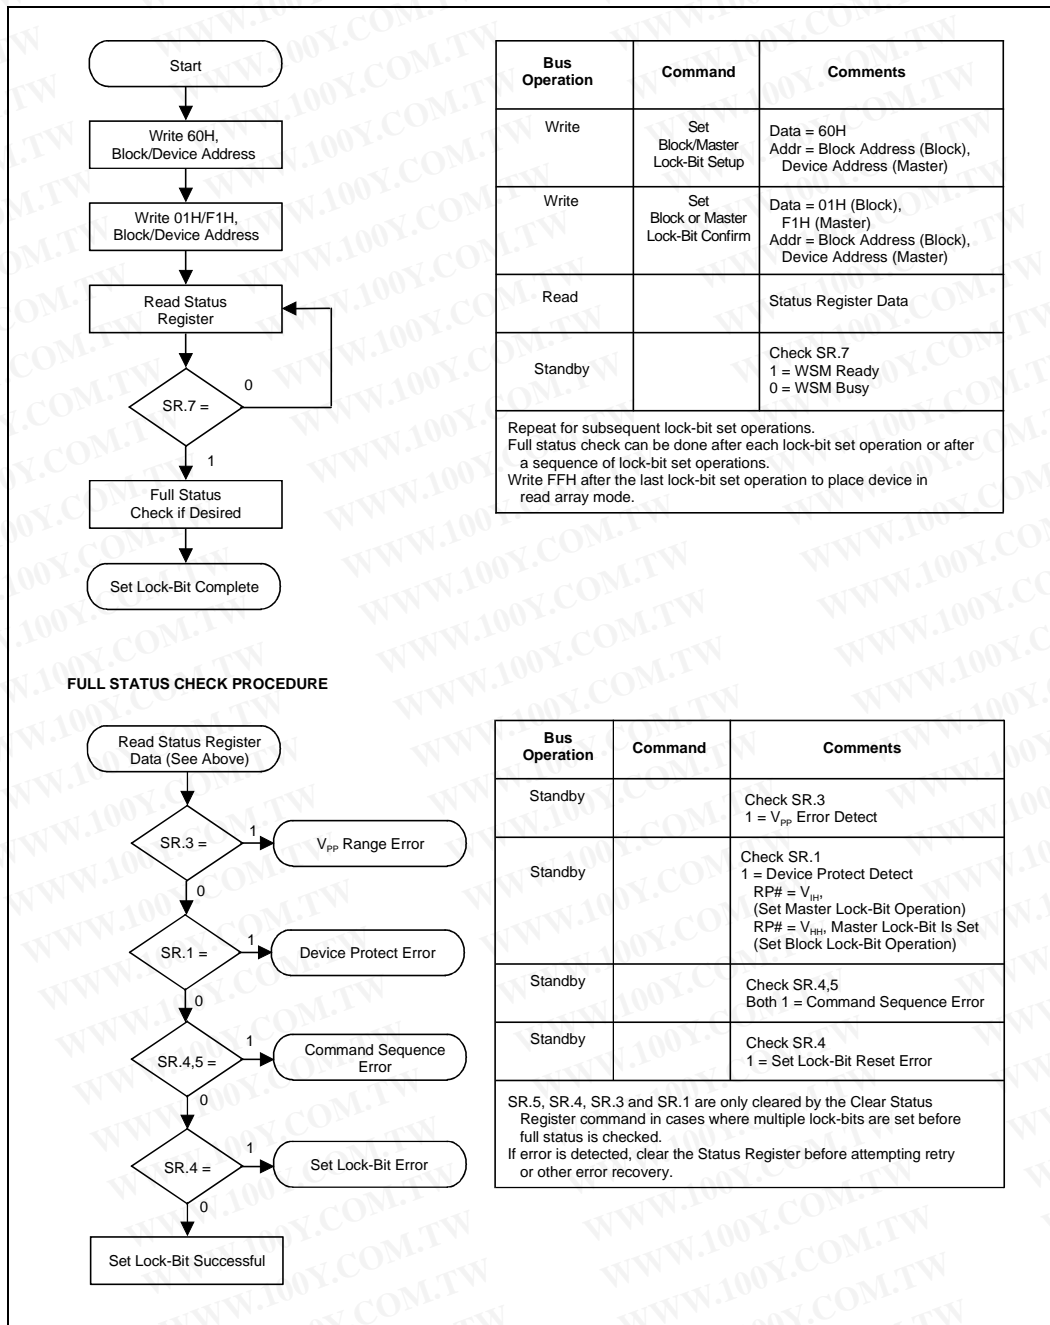 Start
Write 60H,
Block/Device Address
Write 01H/F1H,
Block/Device Address
Read Status
Register
0
SR.7 =
1
Full Status
Check if Desired
Set Lock-Bit Complete
Bus
Operation
Command
Comments
Write
Set
Block/Master
Lock-Bit Setup
Data = 60H
Addr = Block Address (Block),
Device Address (Master)
Write
Set
Block or Master
Lock-Bit Confirm
Data = 01H (Block),
F1H (Master)
Addr = Block Address (Block),
Device Address (Master)
Read
Status Register Data
Standby
Check SR.7
1 = WSM Ready
0 = WSM Busy
Repeat for subsequent lock-bit set operations.
Full status check can be done after each lock-bit set operation or after
a sequence of lock-bit set operations.
Write FFH after the last lock-bit set operation to place device in
read array mode.
FULL STATUS CHECK PROCEDURE
Read Status Register
Data (See Above)
SR.3 =
1
VPP Range Error
0
SR.1 =
1
Device Protect Error
0
SR.4,5 =
1
Command Sequence
Error
0
SR.4 =
1
Set Lock-Bit Error
0
Set Lock-Bit Successful
Bus
Operation
Command
Comments
Standby
Check SR.3
1 = VPP Error Detect
Standby
Check SR.1
1 = Device Protect Detect
RP# = VIH,
(Set Master Lock-Bit Operation)
RP# = VHH, Master Lock-Bit Is Set
(Set Block Lock-Bit Operation)
Standby
Check SR.4,5
Both 1 = Command Sequence Error
Standby
Check SR.4
1 = Set Lock-Bit Reset Error
SR.5, SR.4, SR.3 and SR.1 are only cleared by the Clear Status
Register command in cases where multiple lock-bits are set before
full status is checked.
If error is detected, clear the Status Register before attempting retry
or other error recovery.
WWW.100Y.COM.TW